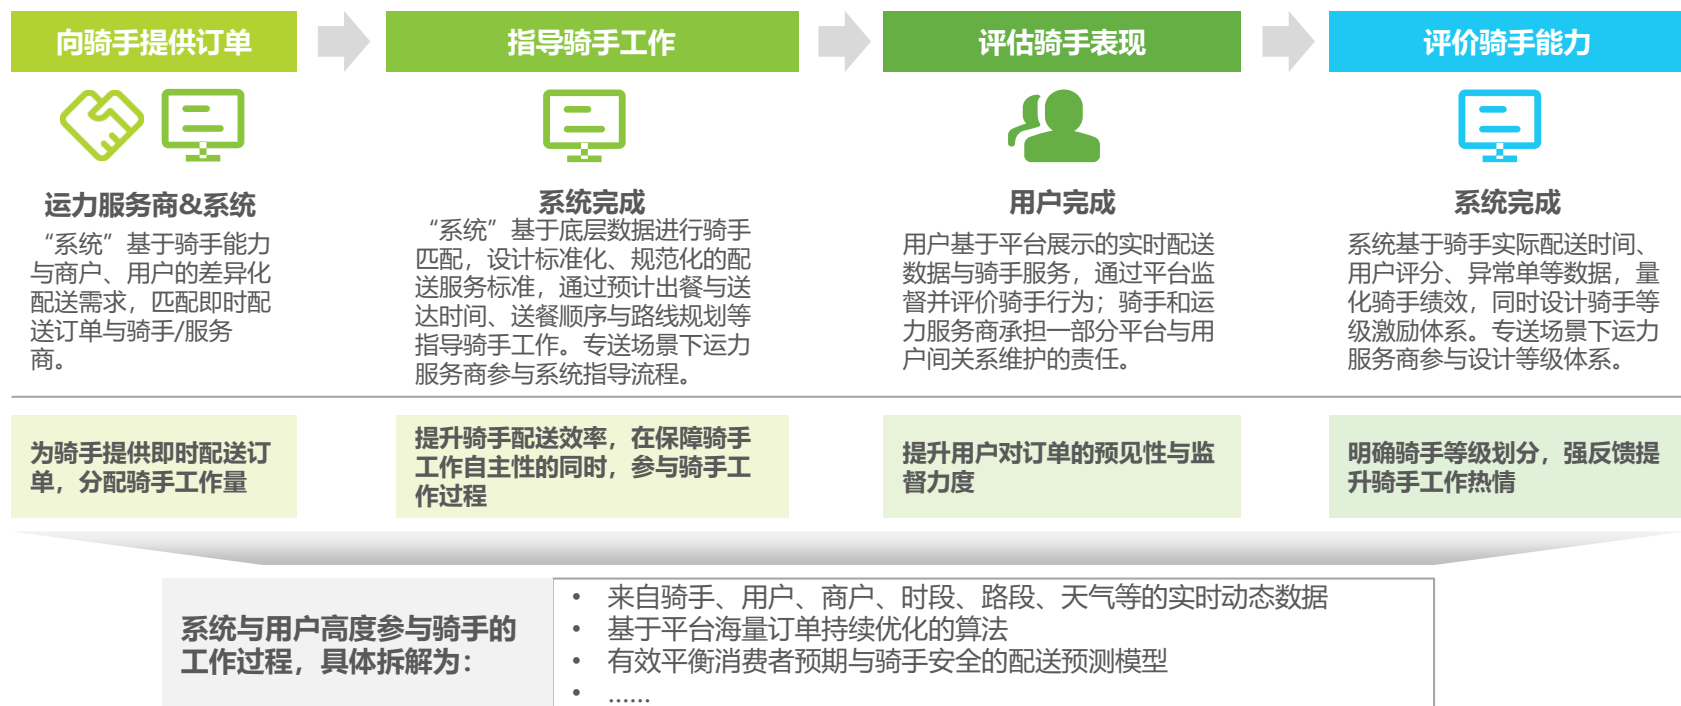 向骑手提供订单
指导骑手工作
评估骑手表现
评价骑手能力
运力服务商&系统
“系统”基于骑手能力
与商户、用户的差异化
配送需求，匹配即时配
送订单与骑手/服务
商。
系统完成
“系统”基于底层数据进行骑手
匹配，设计标准化、规范化的配
送服务标准，通过预计出餐与送
达时间、送餐顺序与路线规划等
指导骑手工作。专送场景下运力
服务商参与系统指导流程。
用户完成
用户基于平台展示的实时配送
数据与骑手服务，通过平台监
督并评价骑手行为；骑手和运
力服务商承担一部分平台与用
户间关系维护的责任。
系统完成
系统基于骑手实际配送时间、
用户评分、异常单等数据，量
化骑手绩效，同时设计骑手等
级激励体系。专送场景下运力
服务商参与设计等级体系。
为骑手提供即时配送订
单，分配骑手工作量
提升骑手配送效率，在保障骑手
工作自主性的同时，参与骑手工
作过程
提升用户对订单的预见性与监
督力度
明确骑手等级划分，强反馈提
升骑手工作热情
系统与用户高度参与骑手的
工作过程，具体拆解为：
• 来自骑手、用户、商户、时段、路段、天气等的实时动态数据
• 基于平台海量订单持续优化的算法
• 有效平衡消费者预期与骑手安全的配送预测模型
• ......